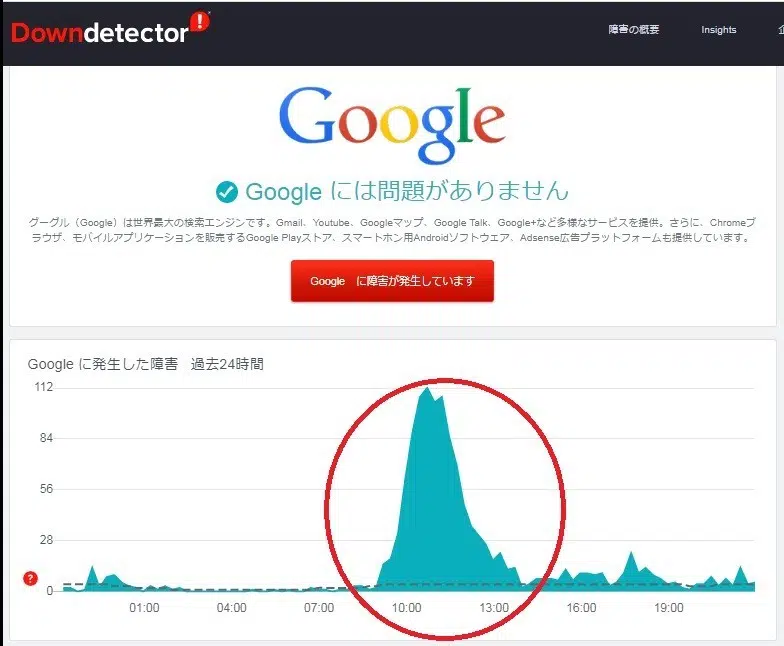 Downdetector
障害の概要 Insights
Google
Google には問題がありません
グーグル（Google）は世界最大の検索エンジンです。Gmail、Youtube、Googleマップ、Google Talk、Google+など多様なサービスを提供。さらに、Chromeブ
ラウザ、モバイルアプリケーションを販売するGoogle Playストア、スマートホン用Androidソフトウエア、Adsense広告プラットフォームも提供しています。
Google に障害が発生しています
Google に発生した障害 過去24時間
112
84
56
28
0
01:00 04:00 07:00 10:00 13:00 16:00 19:00